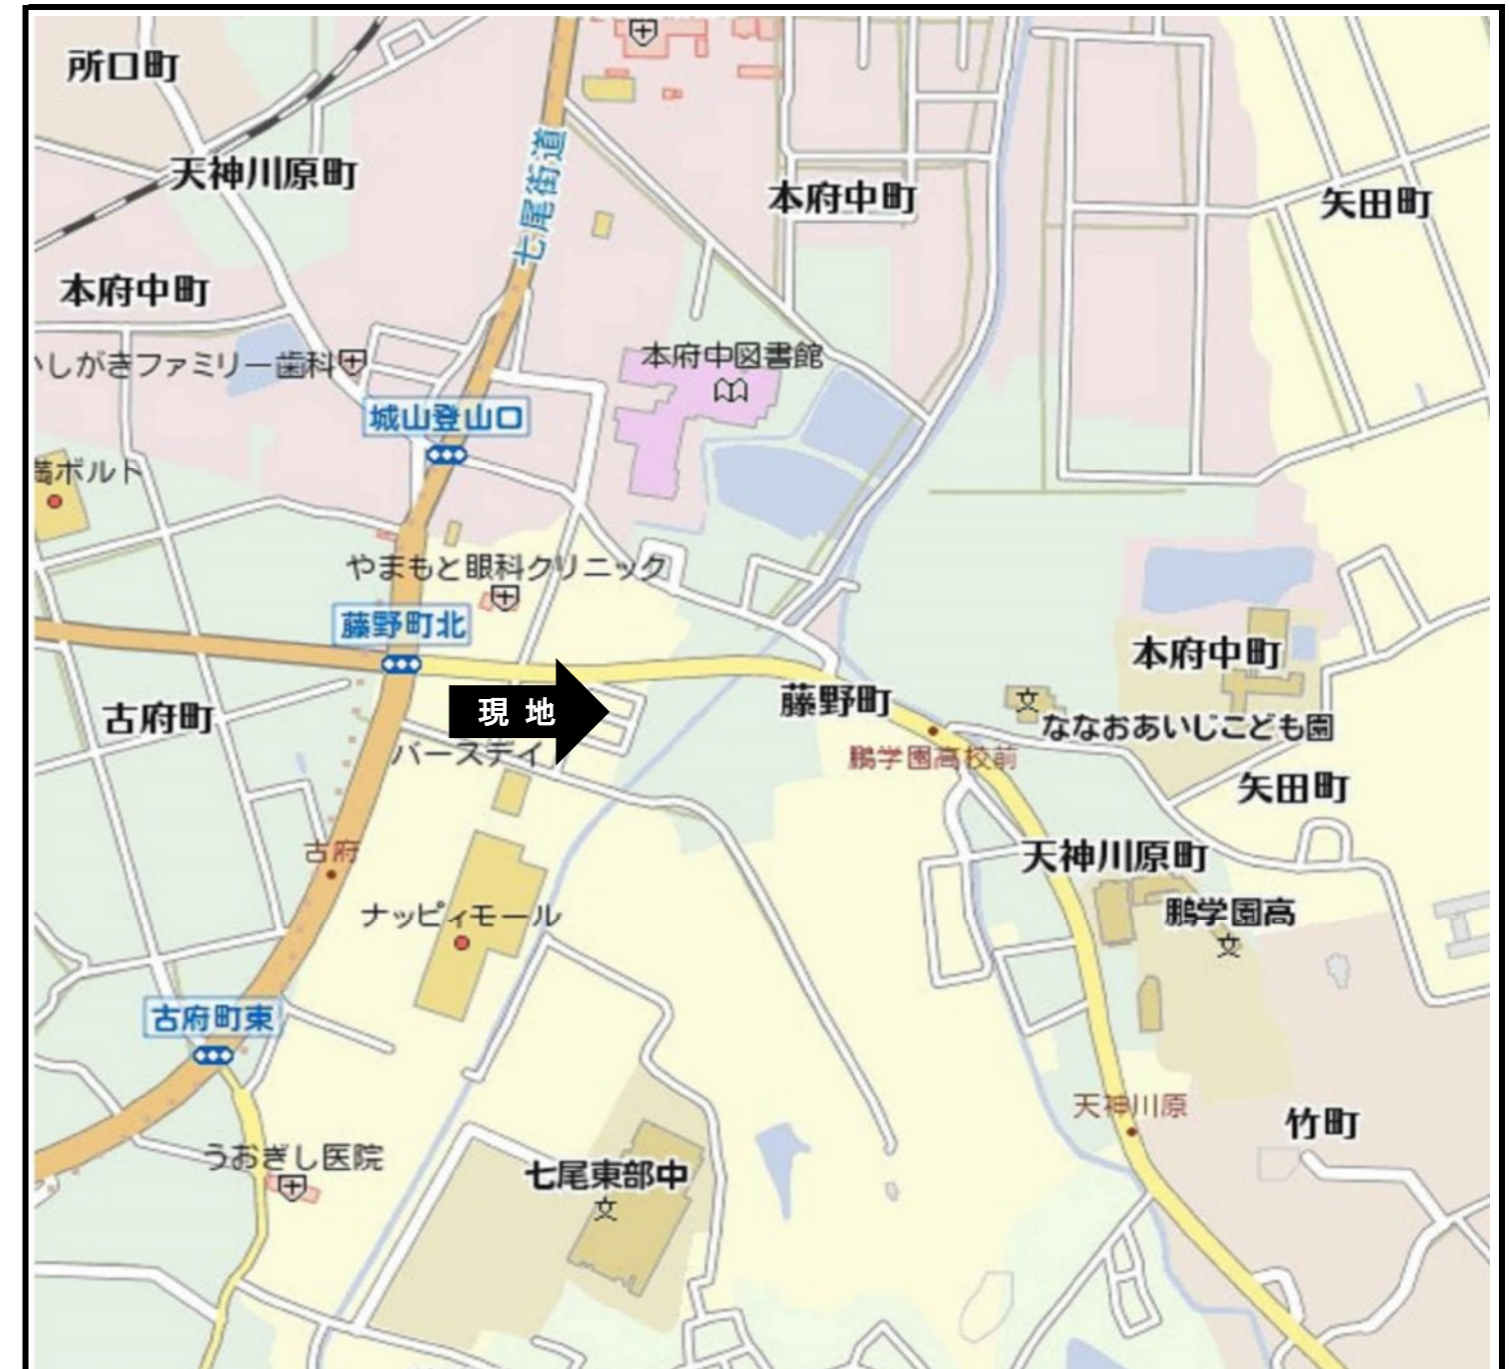 所口町
天神川原町
七尾街道
本府中町
矢田町
本府中町
しがきファミリー歯科
本府中図書館
城山登山口
満ボルト
やまもと眼科クリニック
藤野町北
本府中町
古府町
現 地
藤野町
ななおあいじこども園
バースデイ
鵬学園高校前
矢田町
古府
天神川原町
ナッピィモール
鵬学園高
文
古府町東
天神川原
竹町
うおぎし医院
七尾東部中
文